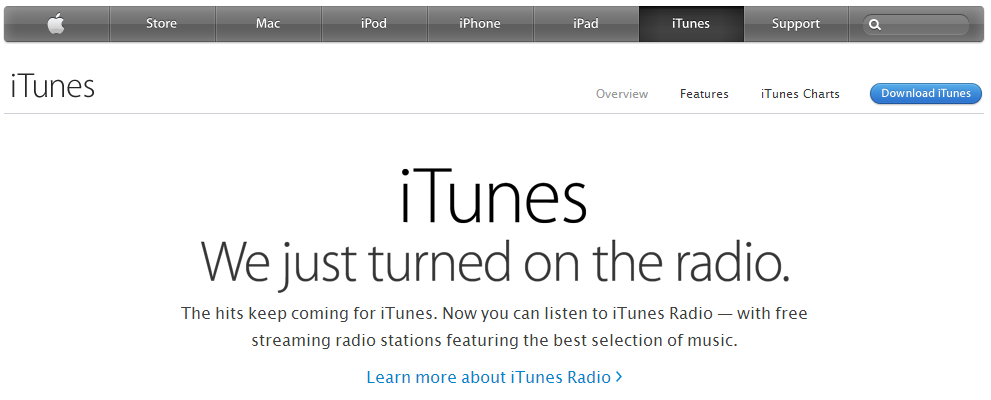 Store Mac iPod iPhone iPad iTunes Support
iTunes
Overview Features iTunes Charts Download iTunes
iTunes
We just turned on the radio.
The hits keep coming for iTunes. Now you can listen to iTunes Radio — with free
streaming radio stations featuring the best selection of music.
Learn more about iTunes Radio >